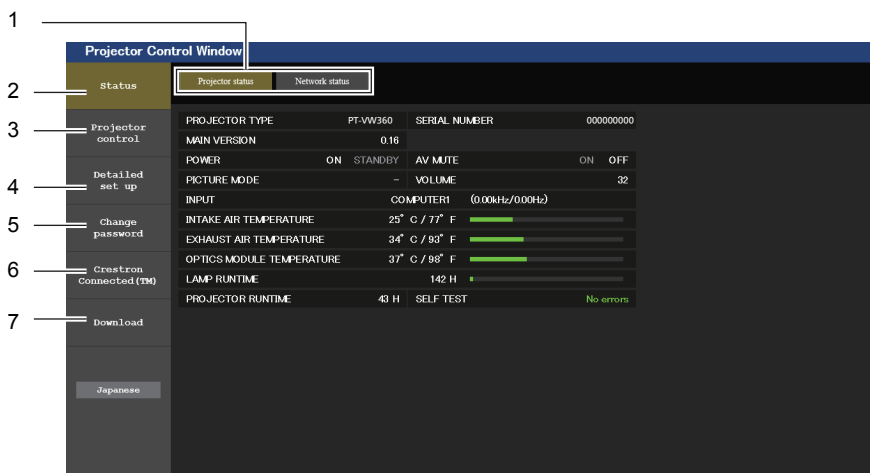 1
Projector Control Window
2
Status
Projector status Network status
PROJECTOR TYPE PT-VW360 SERIAL NUMBER 000000000
3
Projector
control
MAIN VERSION 0.16
POWER ON STANDBY AV MUTE ON OFF
4
Detailed
set up
PICTURE MODE – VOLUME 32
INPUT COMPUTER1 (0.00kHz/0.00Hz)
5
Change
password
INTAKE AIR TEMPERATURE 25° C / 77° F
EXHAUST AIR TEMPERATURE 34° C / 93° F
OPTICS MODULE TEMPERATURE 37° C / 98° F
6
Crestron
Connected(TM)
LAMP RUNTIME 142 H
PROJECTOR RUNTIME 43 H SELF TEST No errors
7
Download
Japanese